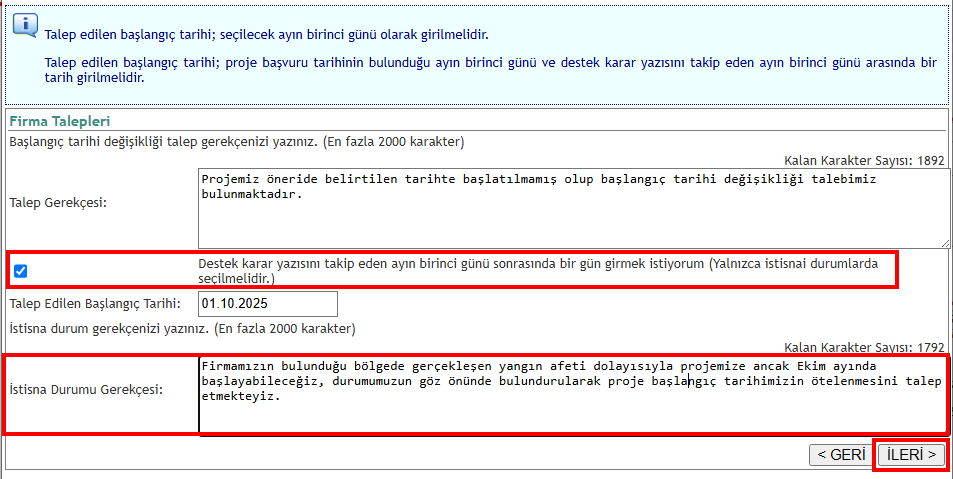 Talep edilen başlangıç tarihi; seçilecek ayın birinci günü olarak girilmelidir.
Talep edilen başlangıç tarihi; proje başvuru tarihinin bulunduğu ayın birinci günü ve destek karar yazısını takip eden ayın birinci günü arasında bir
tarih girilmelidir.
Firma Talepleri
Başlangıç tarihi değişikliği talep gerekçenizi yazınız. (En fazla 2000 karakter)
Kalan Karakter Sayısı: 1892
Talep Gerekçesi:
Projemiz öneride belirtilen tarihte başlatılmamış olup başlangıç tarihi değişikliği talebimiz
bulunmaktadır.
Destek karar yazısını takip eden ayın birinci günü sonrasında bir gün girmek istiyorum (Yalnızca istisnai durumlarda
seçilmelidir.)
Talep Edilen Başlangıç Tarihi: 01.10.2025
İstisna durum gerekçenizi yazınız. (En fazla 2000 karakter)
Kalan Karakter Sayısı: 1792
İstisna Durumu Gerekçesi:
Firmamızın bulunduğu bölgede gerçekleşen yangın afeti dolayısıyla projemize ancak Ekim ayında
başlayabileceğiz, durumumuzun göz önünde bulundurularak proje başlangıç tarihimizin ötelenmesini talep
etmekteyiz.
< GERİ İLERİ >